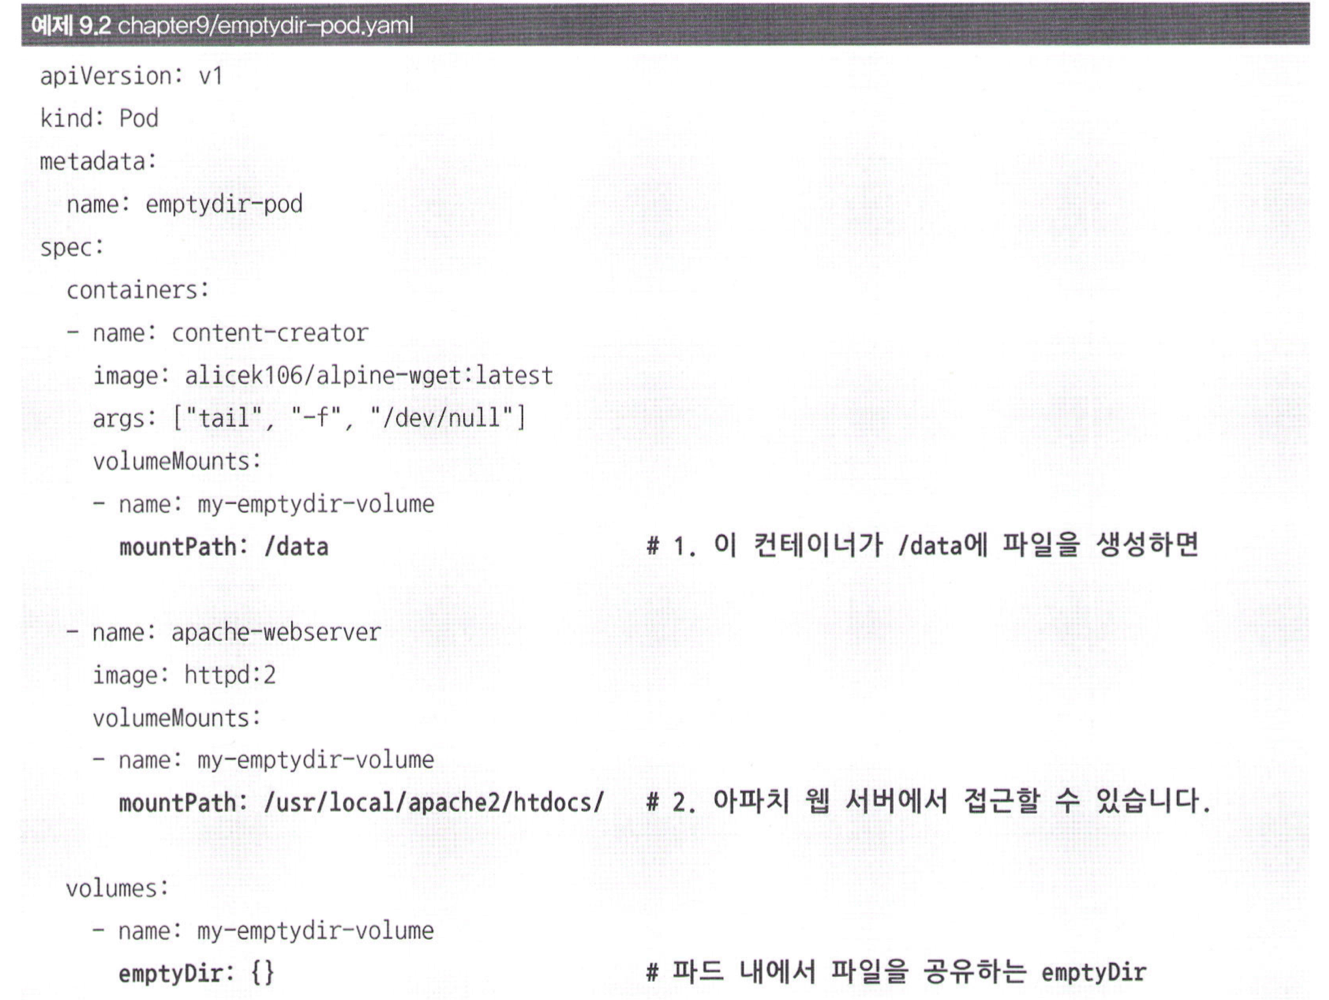 예제 9.2 chapter9/emptydir-pod.yaml
apiVersion: v1
kind: Pod
metadata:
  name: emptydir-pod
spec:
  containers:
  - name: content-creator
    image: alicek106/alpine-wget:latest
    args: ["tail", "-f", "/dev/null"]
    volumeMounts:
    - name: my-emptydir-volume
      mountPath: /data                        # 1. 이 컨테이너가 /data에 파일을 생성하면
  - name: apache-webserver
    image: httpd:2
    volumeMounts:
    - name: my-emptydir-volume
      mountPath: /usr/local/apache2/htdocs/   # 2. 아파치 웹 서버에서 접근할 수 있습니다.
  volumes:
    - name: my-emptydir-volume
      emptyDir: {}                            # 파드 내에서 파일을 공유하는 emptyDir